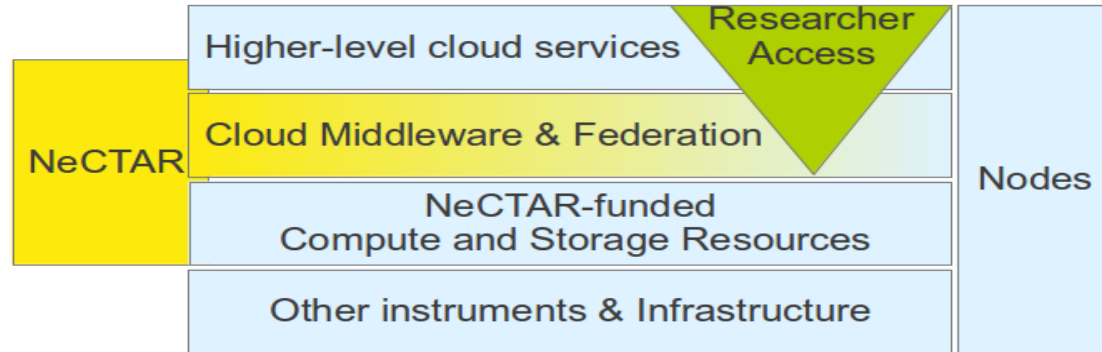 Higher-level cloud services
Researcher
Access
NeCTAR
Cloud Middleware & Federation
NeCTAR-funded
Compute and Storage Resources
Other instruments & Infrastructure
Nodes